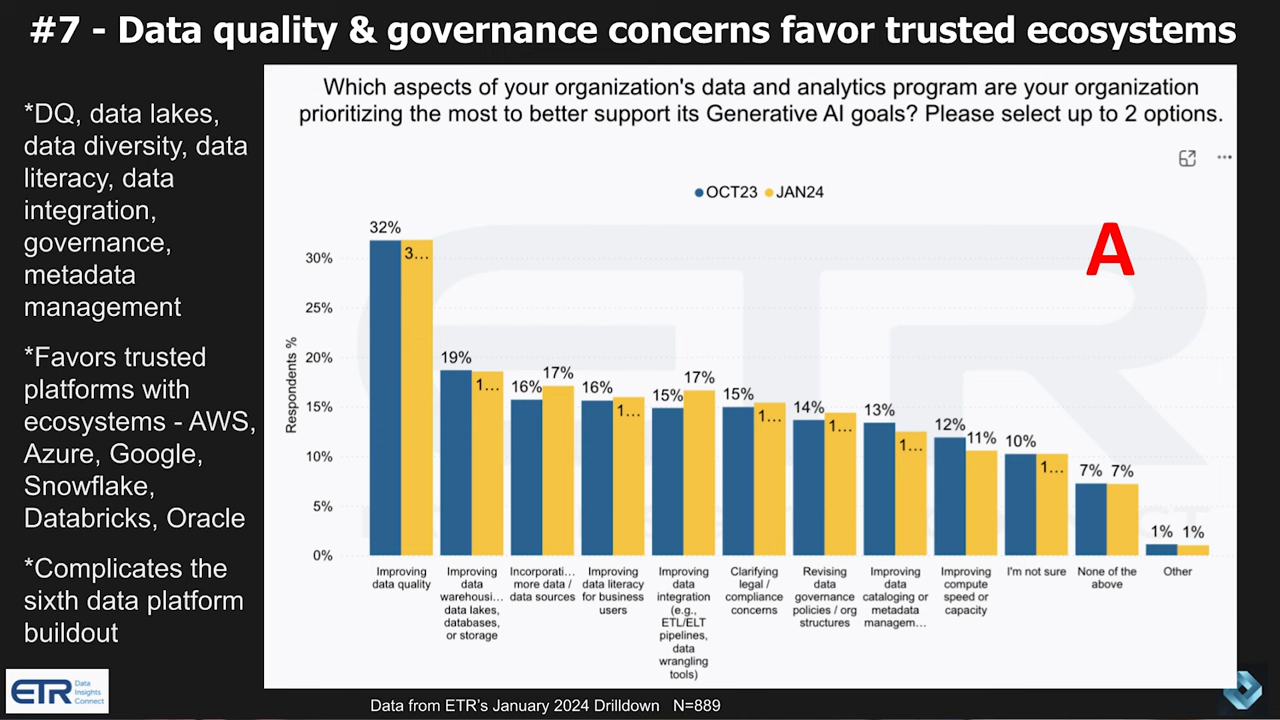 #7 - Data quality & governance concerns favor trusted ecosystems
*DQ, data lakes,
data diversity, data
literacy, data
integration,
governance,
metadata
management
*Favors trusted
platforms with
ecosystems - AWS,
Azure, Google,
Snowflake,
Databricks, Oracle
*Complicates the
sixth data platform
buildout
Which aspects of your organization's data and analytics program are your organization
prioritizing the most to better support its Generative AI goals? Please select up to 2 options.
OCT23 JAN24
A
Respondents %
30%
25%
20%
15%
10%
5%
0%
32% 3...
19% 1...
16% 17%
16% 1...
15% 17%
15% 1...
14% 1...
13% 1...
12% 11%
10% 1...
7% 7%
1% 1%
Improving
data quality
Improving
data
warehousi...
data lakes,
databases,
or storage
Incorporati...
more data /
data sources
Improving
data literacy
for business
users
Improving
data
integration
(e.g.,
ETL/ELT
pipelines,
data
wrangling
tools)
Clarifying
legal /
compliance
concerns
Revising
data
governance
policies / org
structures
Improving
data
cataloging or
metadata
managem...
Improving
compute
speed or
capacity
I'm not sure
None of the
above
Other
ETR
Data
Insights
Connect
Data from ETR's January 2024 Drilldown N=889